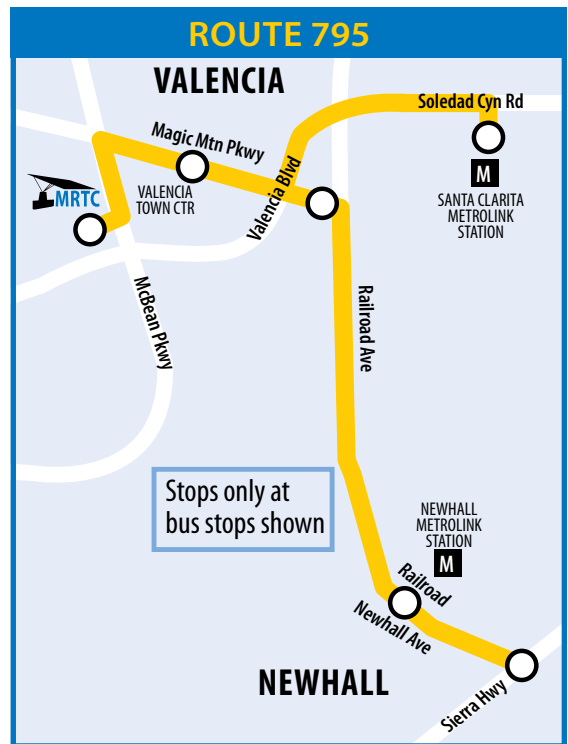 ROUTE 795
VALENCIA
Soledad Cyn Rd
Magic Mtn Pkwy
M
SANTA CLARITA
METROLINK
STATION
MRTC
VALENCIA
TOWN CTR
Valencia Blvd
McBean Pkwy
Railroad Ave
Stops only at
bus stops shown
NEWHALL
METROLINK
STATION
M
Railroad
Newhall Ave
NEWHALL
Sierra Hwy